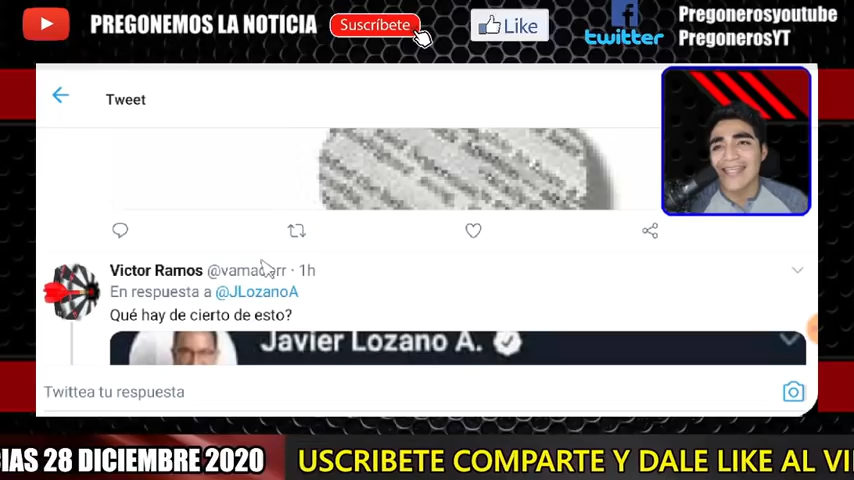 PREGONEMOS LA NOTICIA
Suscríbete
Like
twitter
Pregonerosyoutube
PregonerosYT
Tweet
Victor Ramos @vamad · 1h
En respuesta a @JLozanoA
Qué hay de cierto de esto?
Javier Lozano A.
Twittea tu respuesta
IAS 28 DICIEMBRE 2020
USCRIBETE COMPARTE Y DALE LIKE AL VI